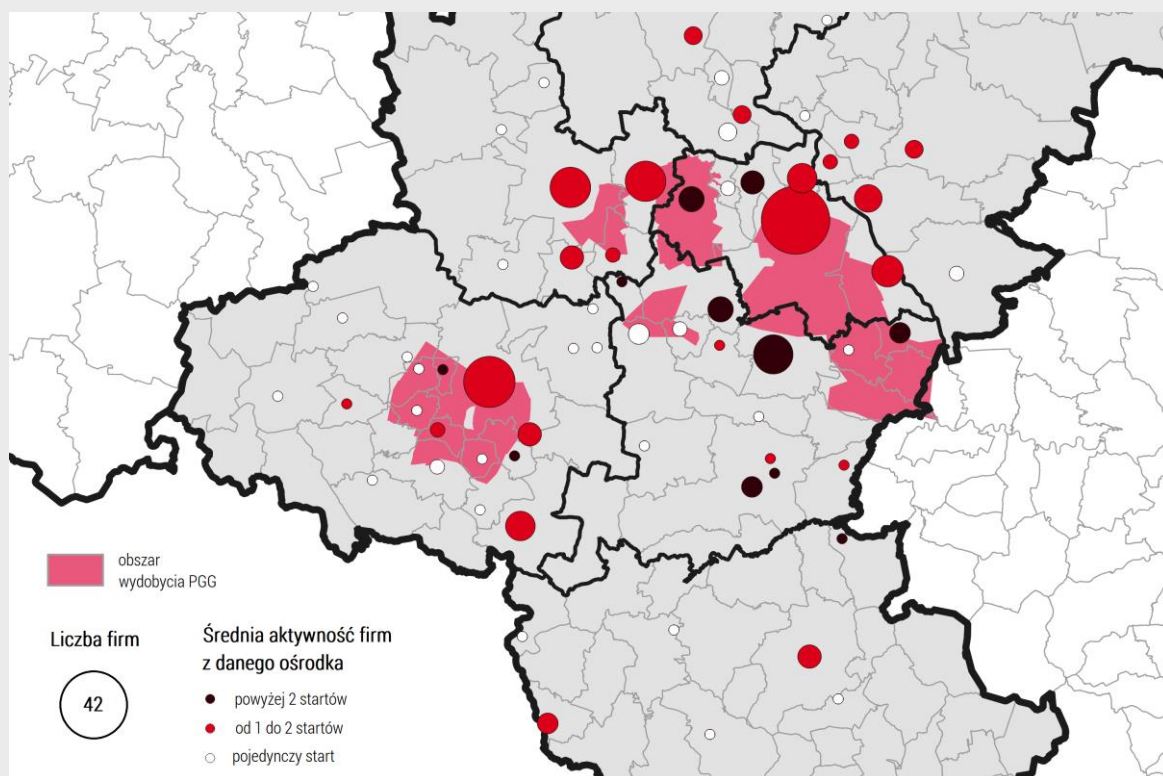 obszar
wydobycia PGG
Liczba firm
42
Średnia aktywność firm
z danego ośrodka
powyżej 2 startów
od 1 do 2 startów
pojedynczy start